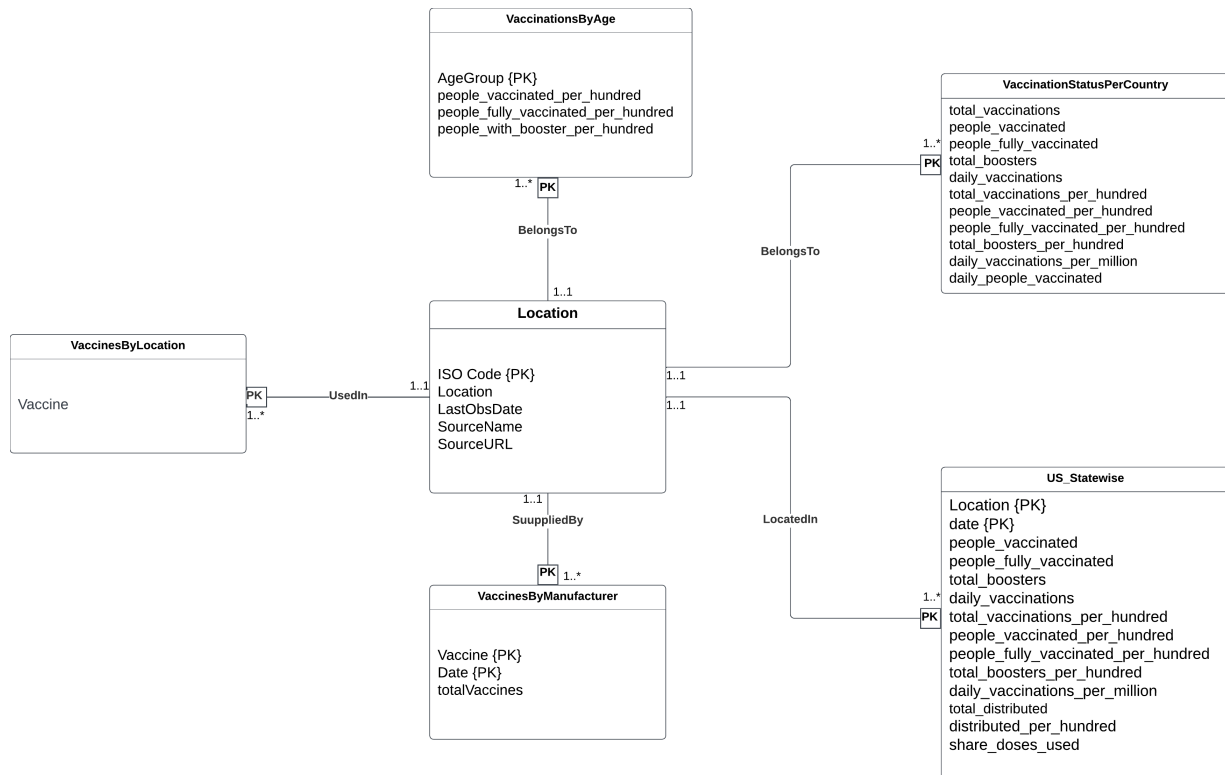 VaccinationsByAge
AgeGroup {PK}
people_vaccinated_per_hundred
people_fully_vaccinated_per_hundred
people_with_booster_per_hundred
1..*
PK
BelongsTo
1..1
VaccinationStatusPerCountry
total_vaccinations
people_vaccinated
people_fully_vaccinated
total_boosters
daily_vaccinations
total_vaccinations_per_hundred
people_vaccinated_per_hundred
people_fully_vaccinated_per_hundred
total_boosters_per_hundred
daily_vaccinations_per_million
daily_people_vaccinated
1..*
PK
BelongsTo
1..1
Location
ISO Code {PK}
Location
LastObsDate
SourceName
SourceURL
VaccinesByLocation
Vaccine
PK
1..*
UsedIn
1..1
1..1
LocatedIn
1..*
PK
1..1
SuuppliedBy
PK
1..*
VaccinesByManufacturer
Vaccine {PK}
Date {PK}
totalVaccines
US_Statewise
Location {PK}
date {PK}
people_vaccinated
people_fully_vaccinated
total_boosters
daily_vaccinations
total_vaccinations_per_hundred
people_vaccinated_per_hundred
people_fully_vaccinated_per_hundred
total_boosters_per_hundred
daily_vaccinations_per_million
total_distributed
distributed_per_hundred
share_doses_used